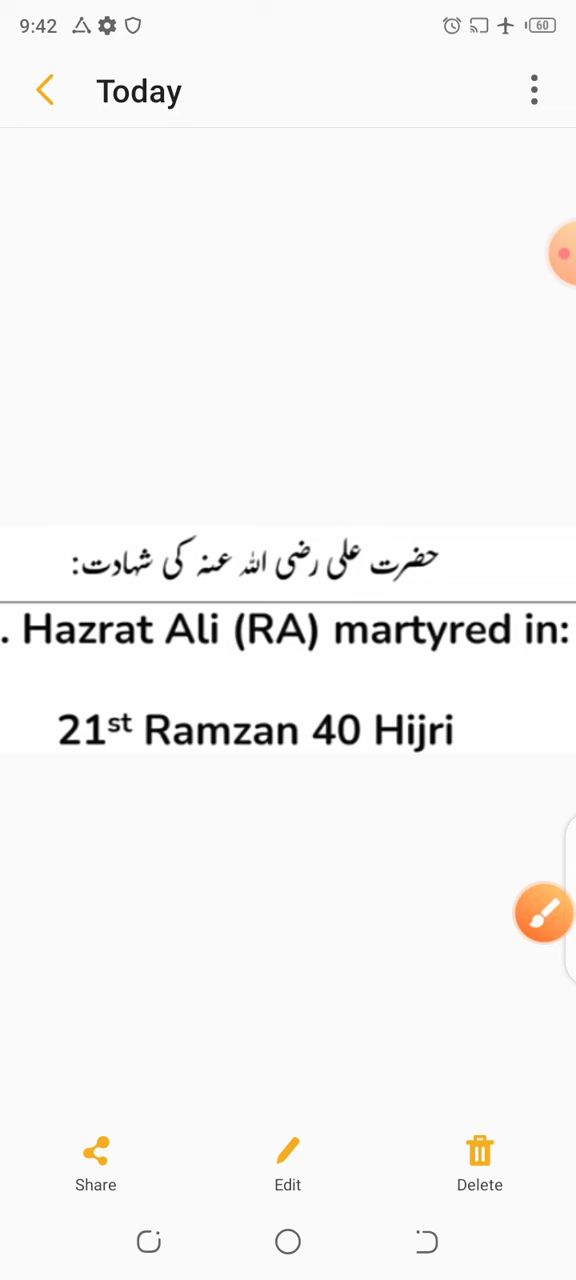 9:42
60
Today
حضرت علی رضی اللہ عنہ کی شہادت:
. Hazrat Ali (RA) martyred in:
21st Ramzan 40 Hijri
Share Edit Delete